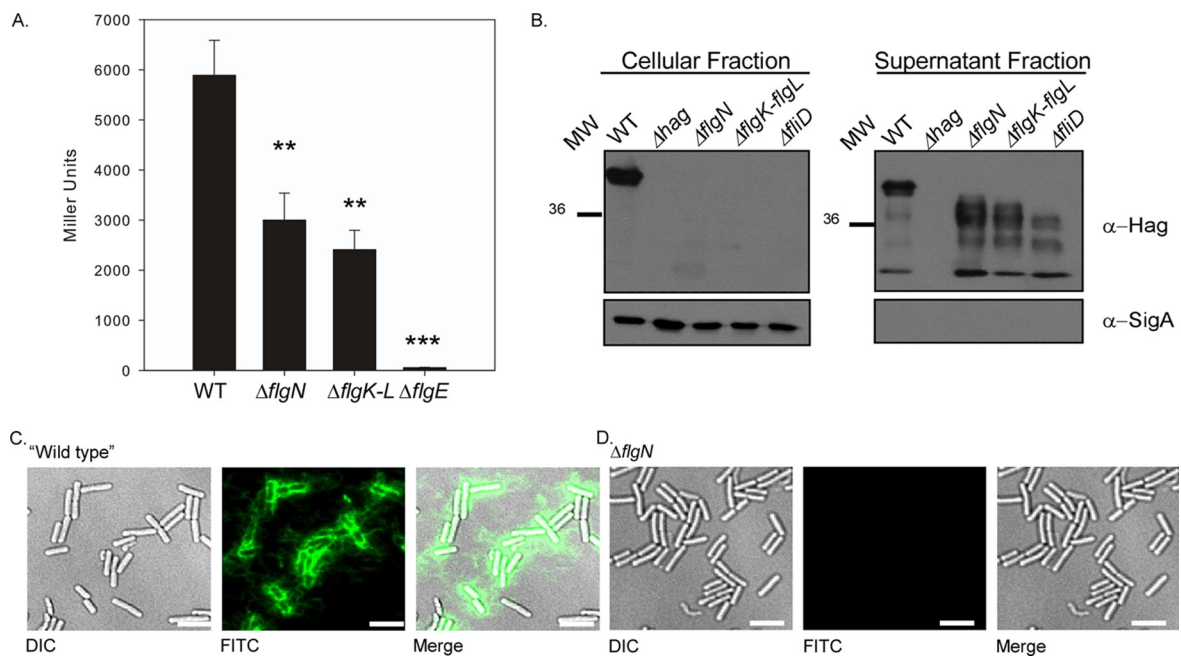 A.
7000
6000
5000
4000
3000
2000
1000
0
Miller Units
**
**
***
WT ΔflgN ΔflgK-L ΔflgE
B.
Cellular Fraction
MW WT Δhag ΔflgN ΔflgK-flgL ΔfliD
36
Supernatant Fraction
MW WT Δhag ΔflgN ΔflgK-flgL ΔfliD
36
α-Hag
α-SigA
C. "Wild type"
DIC FITC Merge
D. ΔflgN
DIC FITC Merge